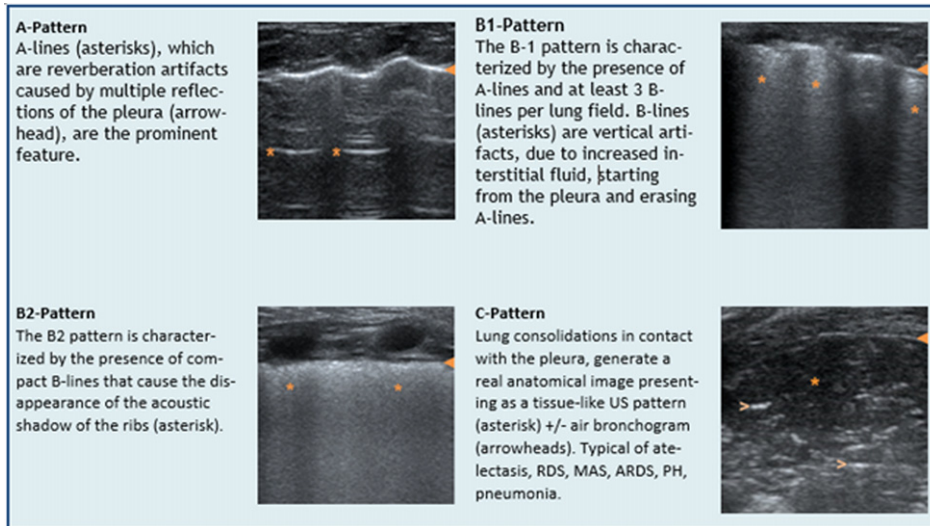 A-Pattern
A-lines (asterisks), which
are reverberation artifacts
caused by multiple reflec-
tions of the pleura (arrow-
head), are the prominent
feature.
B1-Pattern
The B-1 pattern is charac-
terized by the presence of
A-lines and at least 3 B-
lines per lung field. B-lines
(asterisks) are vertical arti-
facts, due to increased in-
terstitial fluid, starting
from the pleura and erasing
A-lines.
B2-Pattern
The B2 pattern is character-
ized by the presence of com-
pact B-lines that cause the dis-
appearance of the acoustic
shadow of the ribs (asterisk).
C-Pattern
Lung consolidations in contact
with the pleura, generate a
real anatomical image present-
ing as a tissue-like US pattern
(asterisk) +/- air bronchogram
(arrowheads). Typical of ate-
lectasis, RDS, MAS, ARDS, PH,
pneumonia.